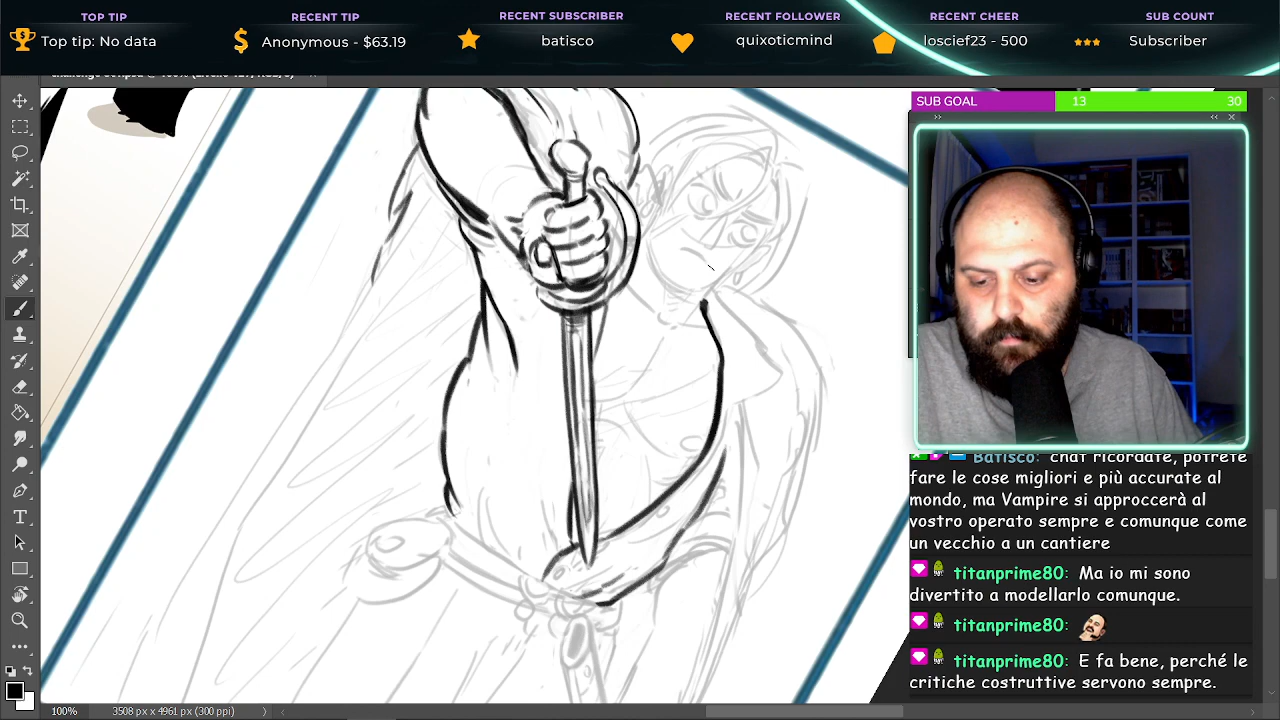 TOP TIP
Top tip: No data
RECENT TIP
Anonymous - $63.19
RECENT SUBSCRIBER
batisco
RECENT FOLLOWER
quixoticmind
RECENT CHEER
loscief23 - 500
SUB COUNT
Subscriber
SUB GOAL 13 30
Batisco: chat ricordate, potrete
fare le cose migliori e più accurate al
mondo, ma Vampire si approccerà al
vostro operato sempre e comunque come
un vecchio a un cantiere
titanprime80: Ma io mi sono
divertito a modellarlo comunque.
titanprime80:
titanprime80: E fa bene, perché le
critiche costruttive servono sempre.
100% 3508 px x 4961 px (300 ppi)